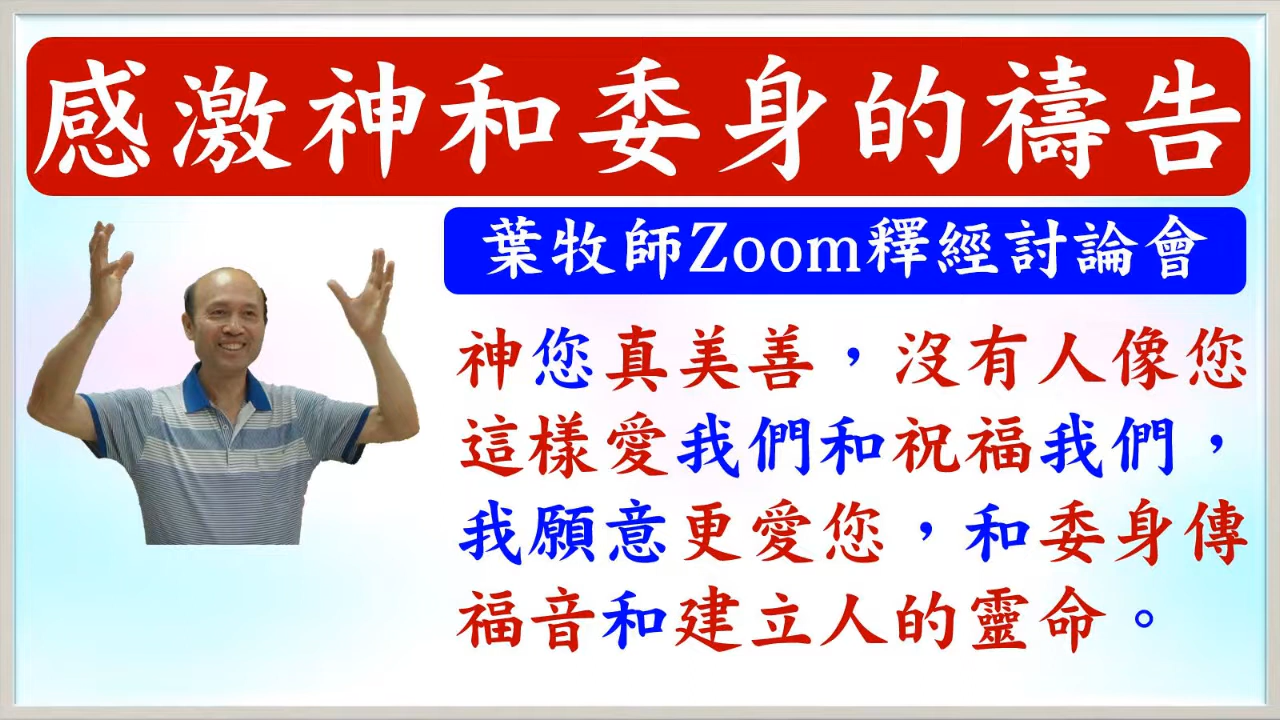 感激神和委身的禱告
葉牧師Zoom釋經討論會
神您真美善，沒有人像您
這樣愛我們和祝福我們，
我願意更愛您，和委身傳
福音和建立人的靈命。